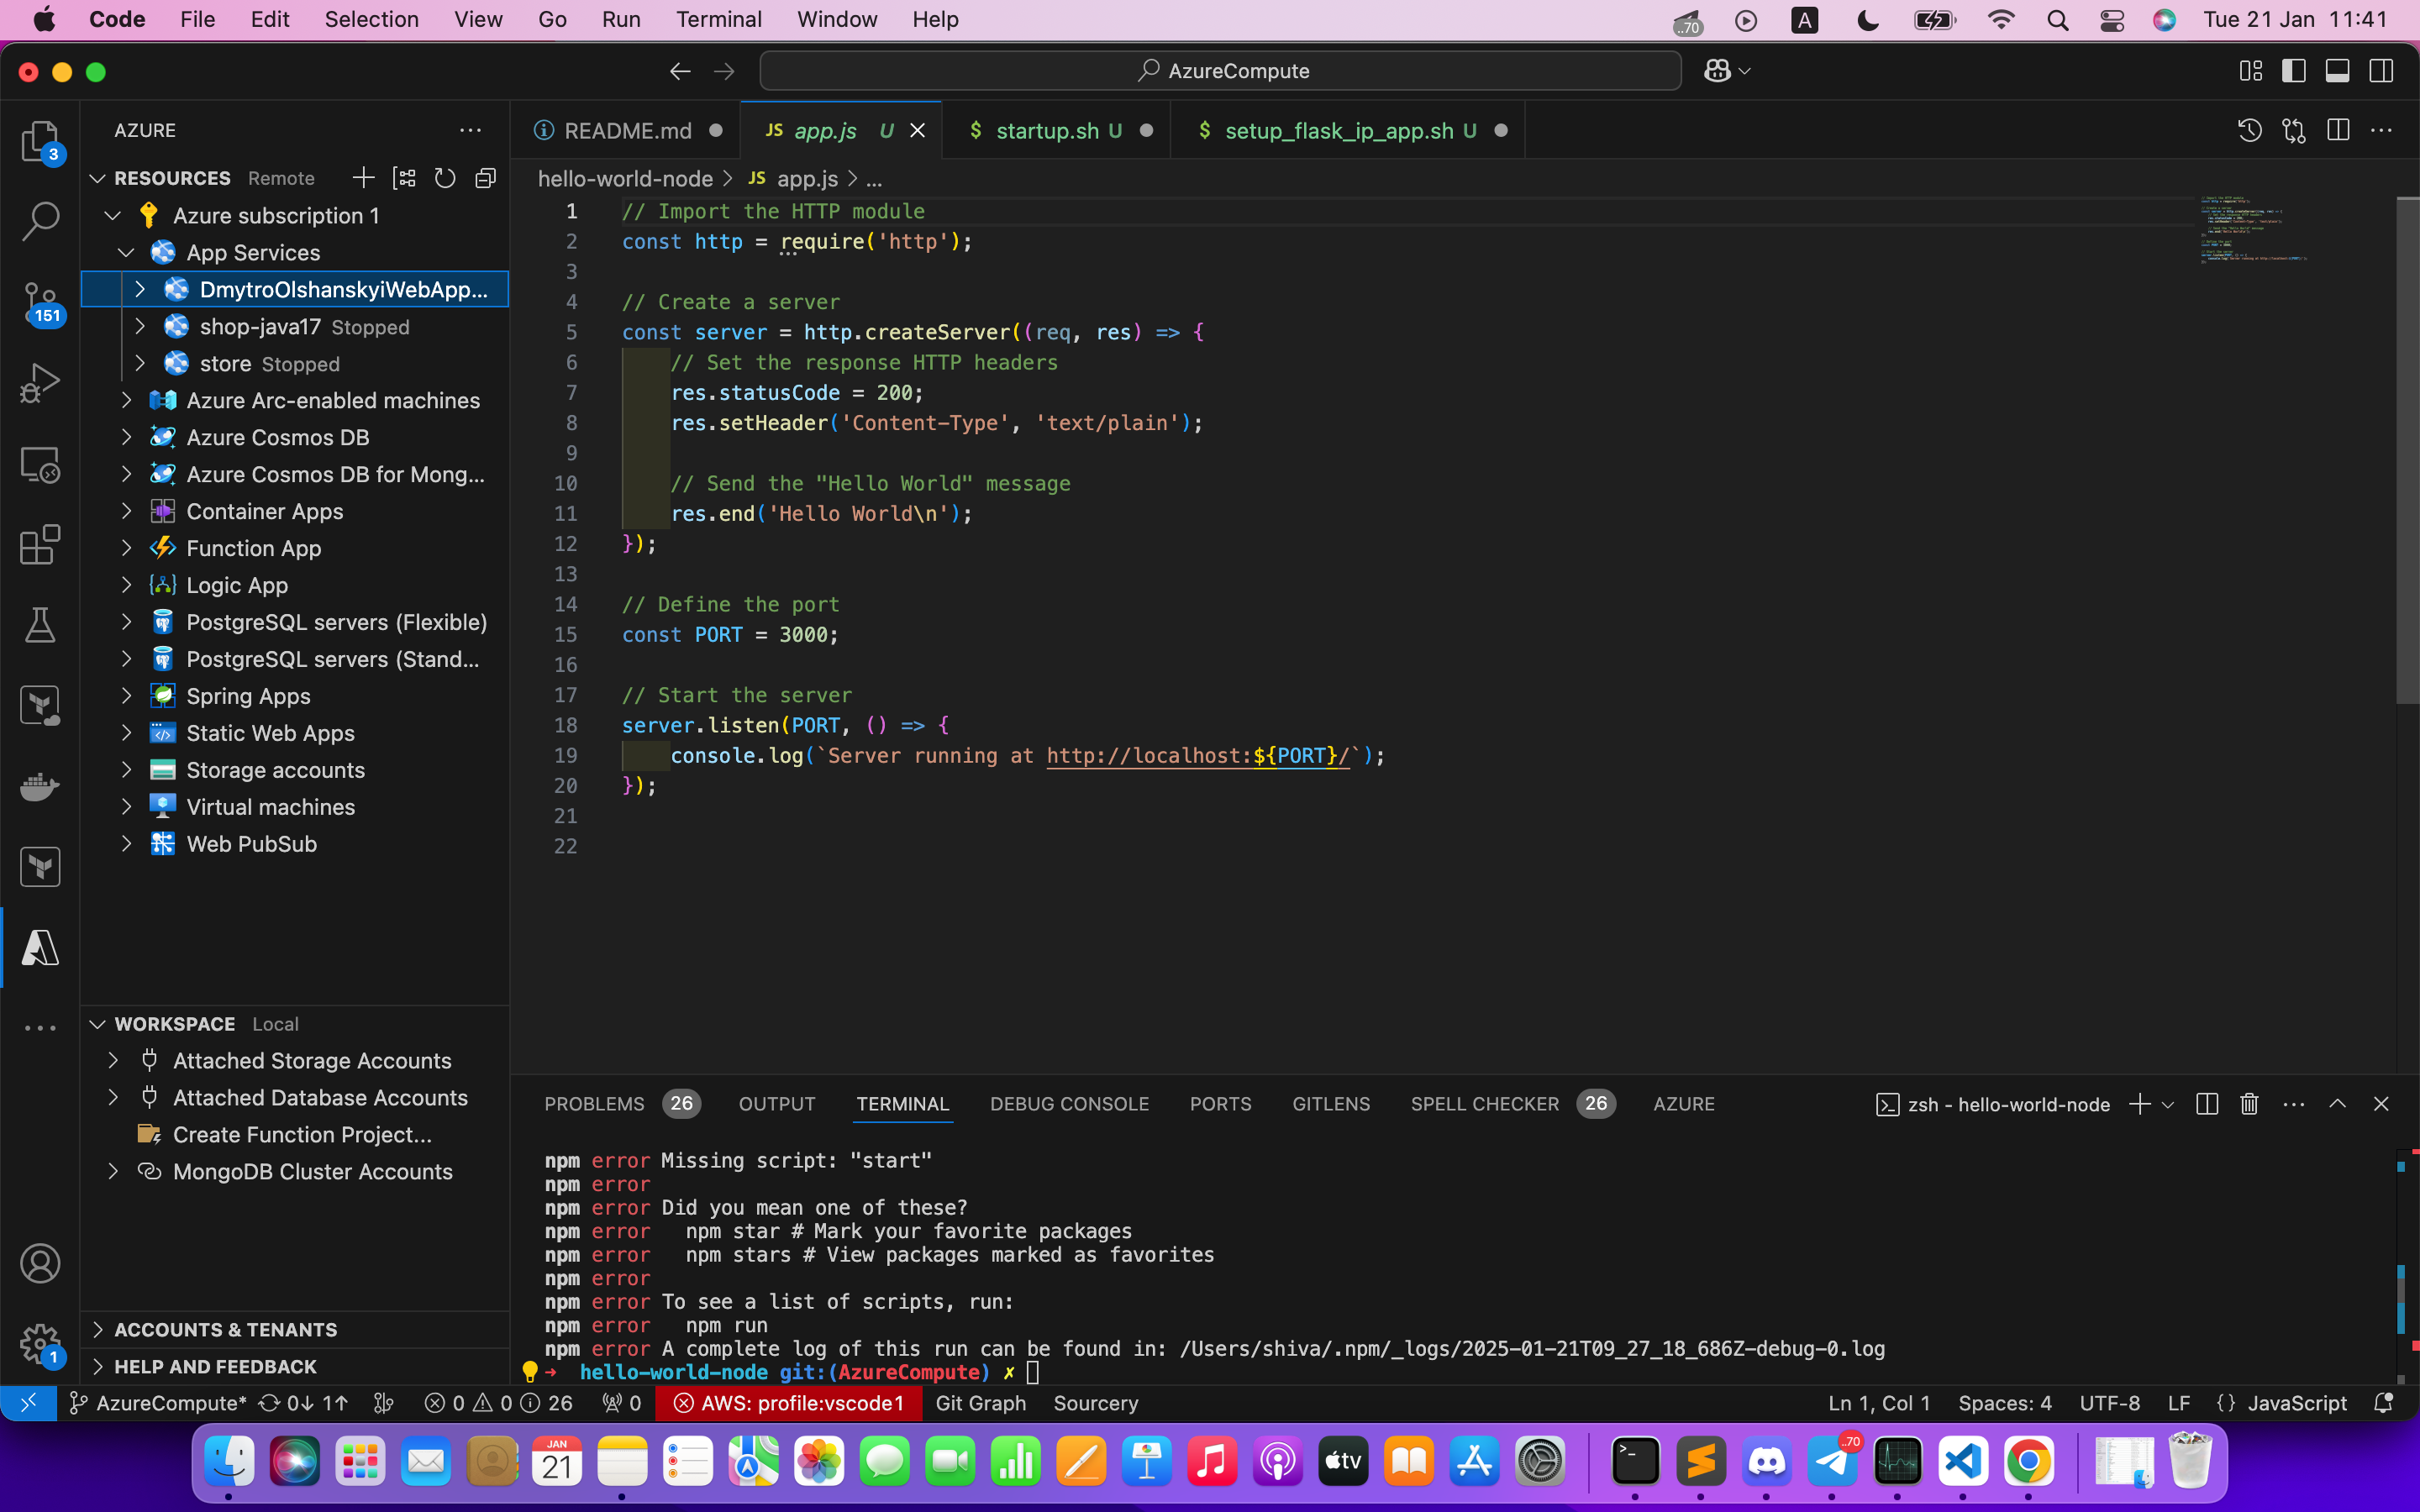 Code File Edit Selection View Go Run Terminal Window Help ..70 A Tue 21 Jan 11:41
AzureCompute
AZURE
README.md
JS app.js U
$ startup.sh U
$ setup_flask_ip_app.sh U
3
151
RESOURCES Remote
Azure subscription 1
App Services
DmytroOlshanskyiWebApp...
shop-java17 Stopped
store Stopped
Azure Arc-enabled machines
Azure Cosmos DB
Azure Cosmos DB for Mong...
Container Apps
Function App
Logic App
PostgreSQL servers (Flexible)
PostgreSQL servers (Stand...
Spring Apps
Static Web Apps
Storage accounts
Virtual machines
Web PubSub
WORKSPACE Local
Attached Storage Accounts
Attached Database Accounts
Create Function Project...
MongoDB Cluster Accounts
ACCOUNTS & TENANTS
HELP AND FEEDBACK
1
hello-world-node > JS app.js > ...
1 // Import the HTTP module
2 const http = require('http');
3
4 // Create a server
5 const server = http.createServer((req, res) => {
6 // Set the response HTTP headers
7 res.statusCode = 200;
8 res.setHeader('Content-Type', 'text/plain');
9
10 // Send the "Hello World" message
11 res.end('Hello World\n');
12 });
13
14 // Define the port
15 const PORT = 3000;
16
17 // Start the server
18 server.listen(PORT, () => {
19 console.log(`Server running at http://localhost:${PORT}/`);
20 });
21
22
PROBLEMS 26 OUTPUT TERMINAL DEBUG CONSOLE PORTS GITLENS SPELL CHECKER 26 AZURE zsh - hello-world-node
npm error Missing script: "start"
npm error
npm error Did you mean one of these?
npm error npm star # Mark your favorite packages
npm error npm stars # View packages marked as favorites
npm error
npm error To see a list of scripts, run:
npm error npm run
npm error A complete log of this run can be found in: /Users/shiva/.npm/_logs/2025-01-21T09_27_18_686Z-debug-0.log
→ hello-world-node git:(AzureCompute) ✗
AzureCompute* 0↓ 1↑ 0 0 26 0 AWS: profile:vscode1 Git Graph Sourcery Ln 1, Col 1 Spaces: 4 UTF-8 LF {} JavaScript
JAN
21
tv
..70